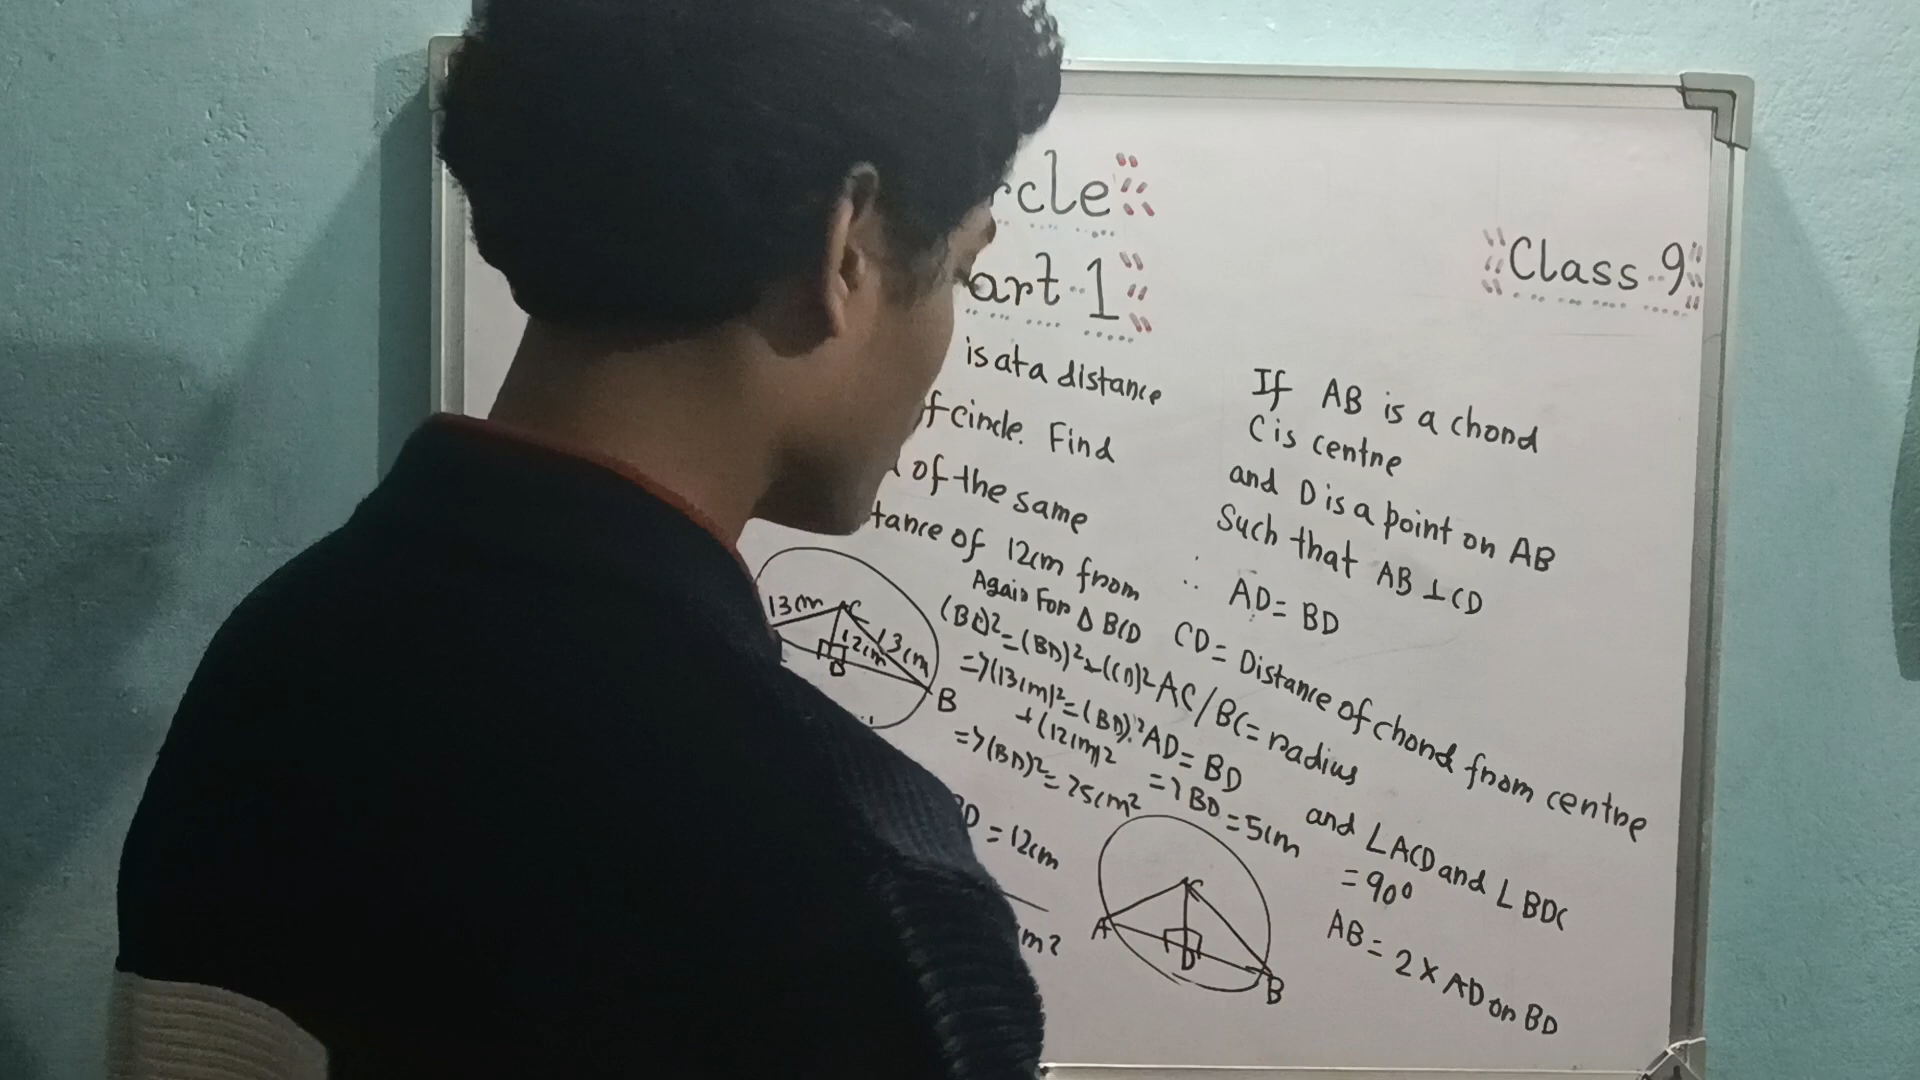 rcle
art-1
Class-9
is at a distance
f circle. Find
of the same
tance of 12cm from
13cm
C
12cm
13cm
D
B
Again For Δ BCD
(BC)²=(BD)²+(CD)²
=>(13cm)²=(BD)²
+(12cm)²
=>(BD)²=25cm²
AD=BD
=>BD=5cm
BD=12cm
m²
C
A
D
B
If AB is a chord
C is centre
and D is a point on AB
Such that AB⊥CD
∴ AD=BD
CD=Distance of chord from centre
AC/BC=radius
and ∠ACD and ∠BDC
=90°
AB=2×AD or BD